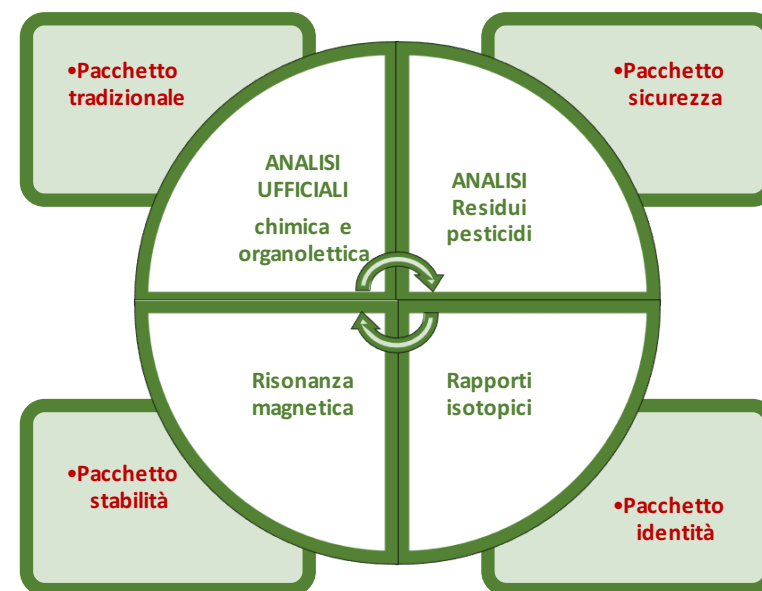 •Pacchetto
tradizionale
•Pacchetto
sicurezza
ANALISI
UFFICIALI
chimica e
organolettica
ANALISI
Residui
pesticidi
Risonanza
magnetica
Rapporti
isotopici
•Pacchetto
stabilità
•Pacchetto
identità